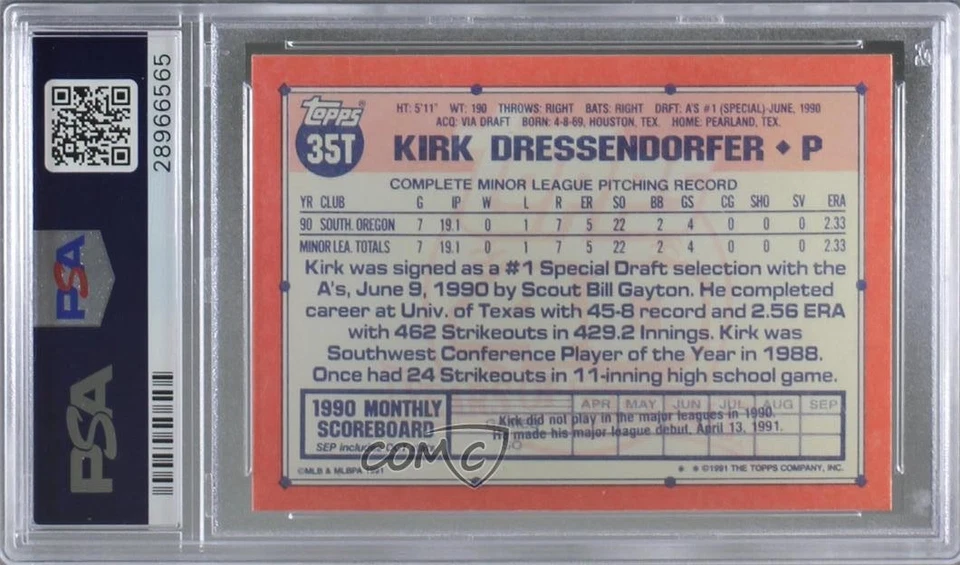 28966565
PSA
PSA
Topps
35T
HT: 5'11" WT: 190 THROWS: RIGHT BATS: RIGHT DRFT: A'S #1 (SPECIAL)-JUNE, 1990
ACQ: VIA DRAFT BORN: 4-8-69, HOUSTON, TEX. HOME: PEARLAND, TEX.
KIRK DRESSENDORFER ◆ P
COMPLETE MINOR LEAGUE PITCHING RECORD
YR CLUB G IP W L R ER SO BB GS CG SHO SV ERA
90 SOUTH. OREGON 7 19.1 0 1 7 5 22 2 4 0 0 0 2.33
MINOR LEA. TOTALS 7 19.1 0 1 7 5 22 2 4 0 0 0 2.33
Kirk was signed as a #1 Special Draft selection with the
A's, June 9, 1990 by Scout Bill Gayton. He completed
career at Univ. of Texas with 45-8 record and 2.56 ERA
with 462 Strikeouts in 429.2 Innings. Kirk was
Southwest Conference Player of the Year in 1988.
Once had 24 Strikeouts in 11-inning high school game.
1990 MONTHLY
SCOREBOARD
SEP includes
APR MAY JUN JUL AUG SEP
Kirk did not play in the major leagues in 1990.
He made his major league debut, April 13, 1991.
COMC
©MLB & MLBPA 1991
* * ©1991 THE TOPPS COMPANY, INC.